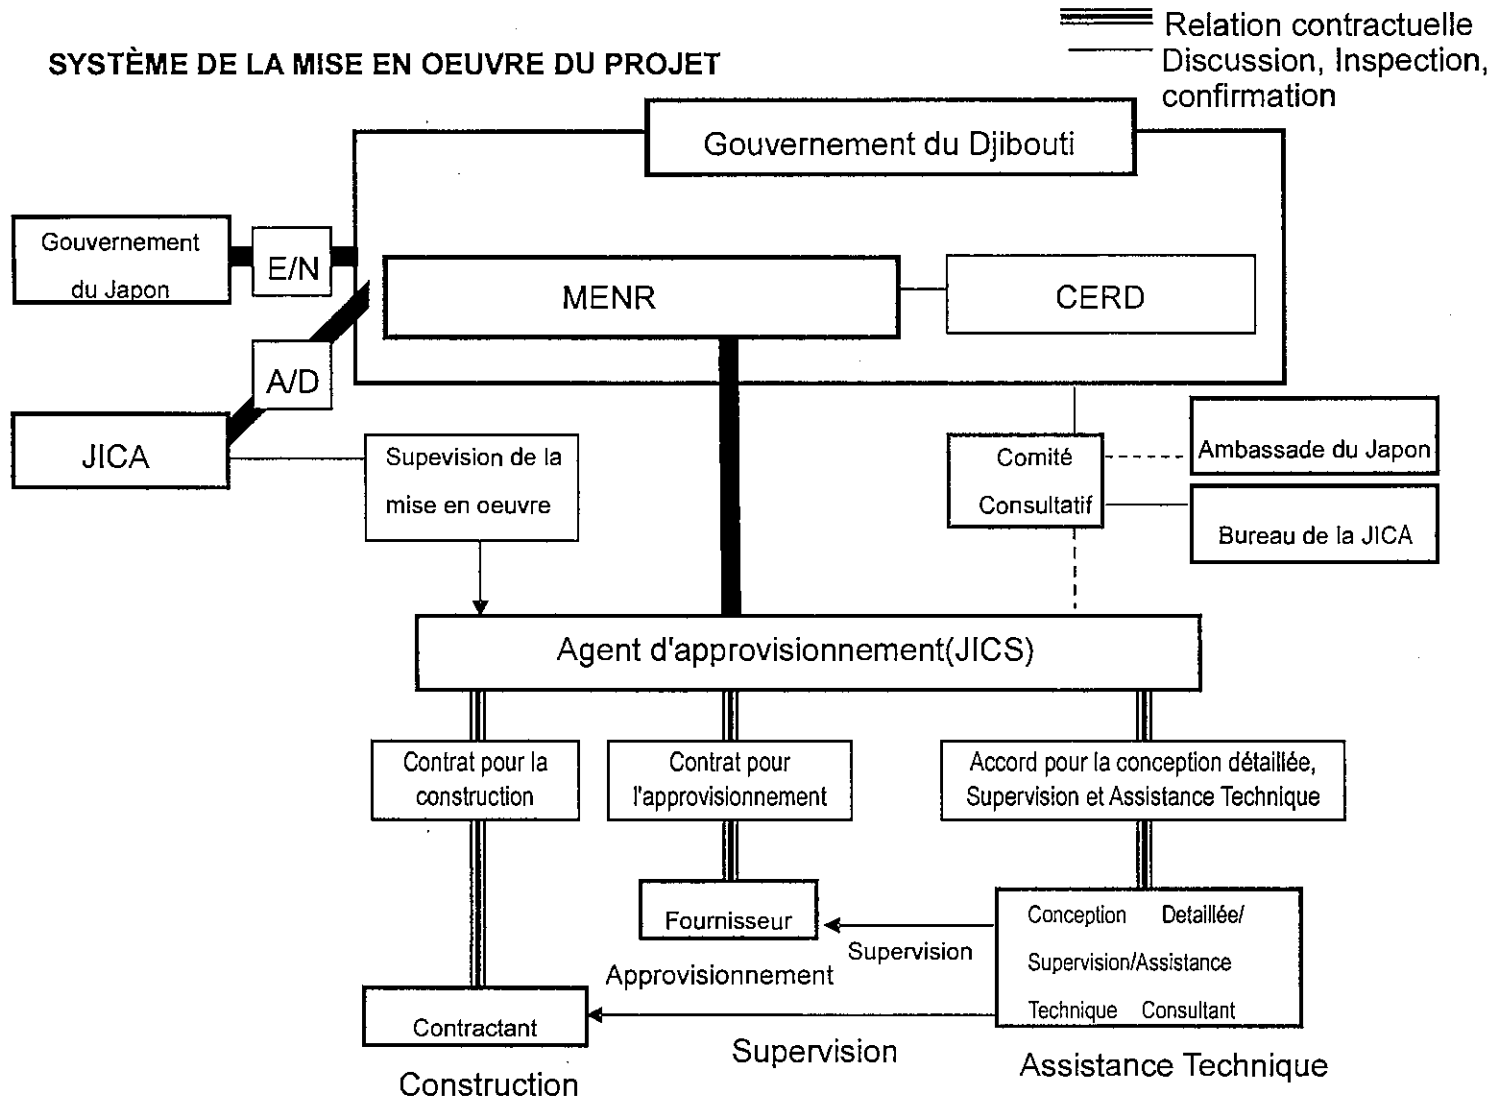 Relation contractuelle
Discussion, Inspection,
confirmation
SYSTÈME DE LA MISE EN OEUVRE DU PROJET
Gouvernement du Djibouti
Gouvernement
du Japon
E/N
MENR
CERD
A/D
JICA
Supevision de la
mise en oeuvre
Comité
Consultatif
Ambassade du Japon
Bureau de la JICA
Agent d'approvisionnement(JICS)
Contrat pour la
construction
Contrat pour
l'approvisionnement
Accord pour la conception détaillée,
Supervision et Assistance Technique
Fournisseur
Supervision
Approvisionnement
Conception Detaillée/
Supervision/Assistance
Technique Consultant
Contractant
Supervision
Construction
Assistance Technique